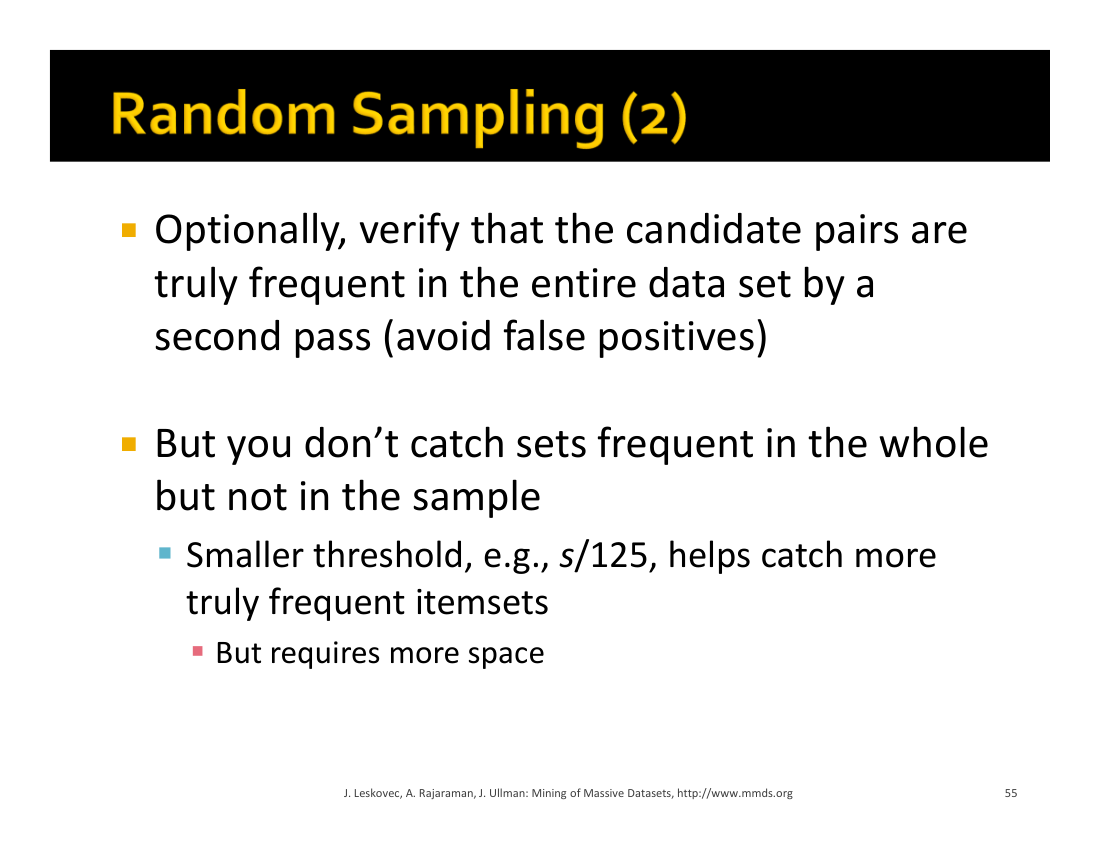 Random Sampling (2)
Optionally, verify that the candidate pairs are
truly frequent in the entire data set by a
second pass (avoid false positives)
But you don’t catch sets frequent in the whole
but not in the sample
Smaller threshold, e.g., s/125, helps catch more
truly frequent itemsets
But requires more space
J. Leskovec, A. Rajaraman, J. Ullman: Mining of Massive Datasets, http://www.mmds.org
55